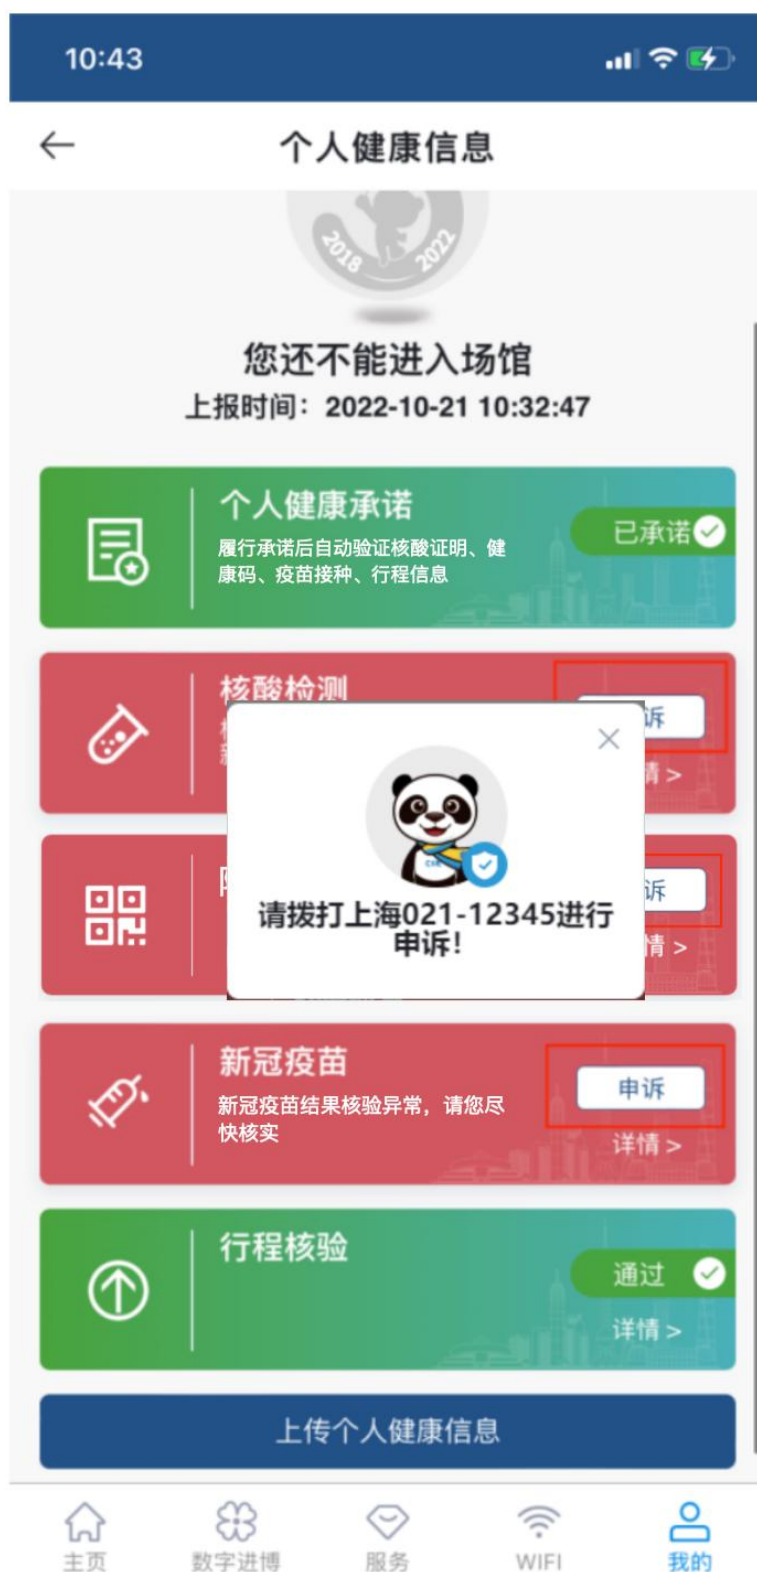 10:43
个人健康信息
2018 2022
您还不能进入场馆
上报时间：2022-10-21 10:32:47
个人健康承诺
已承诺
履行承诺后自动验证核酸证明、健
康码、疫苗接种、行程信息
核酸检测
诉
情 >
请拨打上海021-12345进行
申诉！
诉
情 >
新冠疫苗
申诉
新冠疫苗结果核验异常，请您尽
快核实
详情 >
行程核验
通过
详情 >
上传个人健康信息
主页
数字进博
服务
WIFI
我的